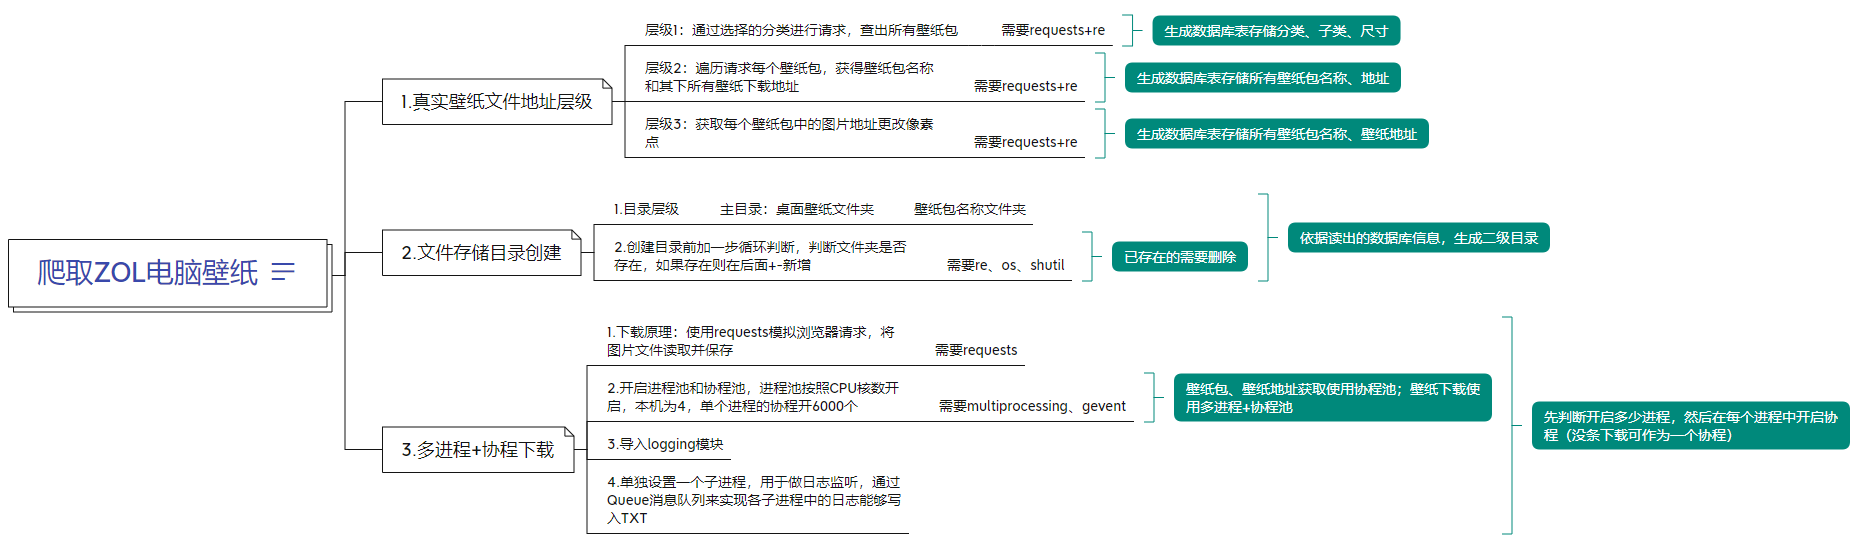 爬取ZOL电脑壁纸
1.真实壁纸文件地址层级
层级1：通过选择的分类进行请求，查出所有壁纸包
需要requests+re
生成数据库表存储分类、子类、尺寸
层级2：遍历请求每个壁纸包，获得壁纸包名称
和其下所有壁纸下载地址
需要requests+re
生成数据库表存储所有壁纸包名称、地址
层级3：获取每个壁纸包中的图片地址更改像素
点
需要requests+re
生成数据库表存储所有壁纸包名称、壁纸地址
2.文件存储目录创建
1.目录层级
主目录：桌面壁纸文件夹
壁纸包名称文件夹
2.创建目录前加一步循环判断，判断文件夹是否
存在，如果存在则在后面+-新增
需要re、os、shutil
已存在的需要删除
依据读出的数据库信息，生成二级目录
3.多进程+协程下载
1.下载原理：使用requests模拟浏览器请求，将
图片文件读取并保存
需要requests
2.开启进程池和协程池，进程池按照CPU核数开
启，本机为4，单个进程的协程开6000个
需要multiprocessing、gevent
壁纸包、壁纸地址获取使用协程池；壁纸下载使
用多进程+协程池
3.导入logging模块
4.单独设置一个子进程，用于做日志监听，通过
Queue消息队列来实现各子进程中的日志能够写
入TXT
先判断开启多少进程，然后在每个进程中开启协
程（没条下载可作为一个协程）